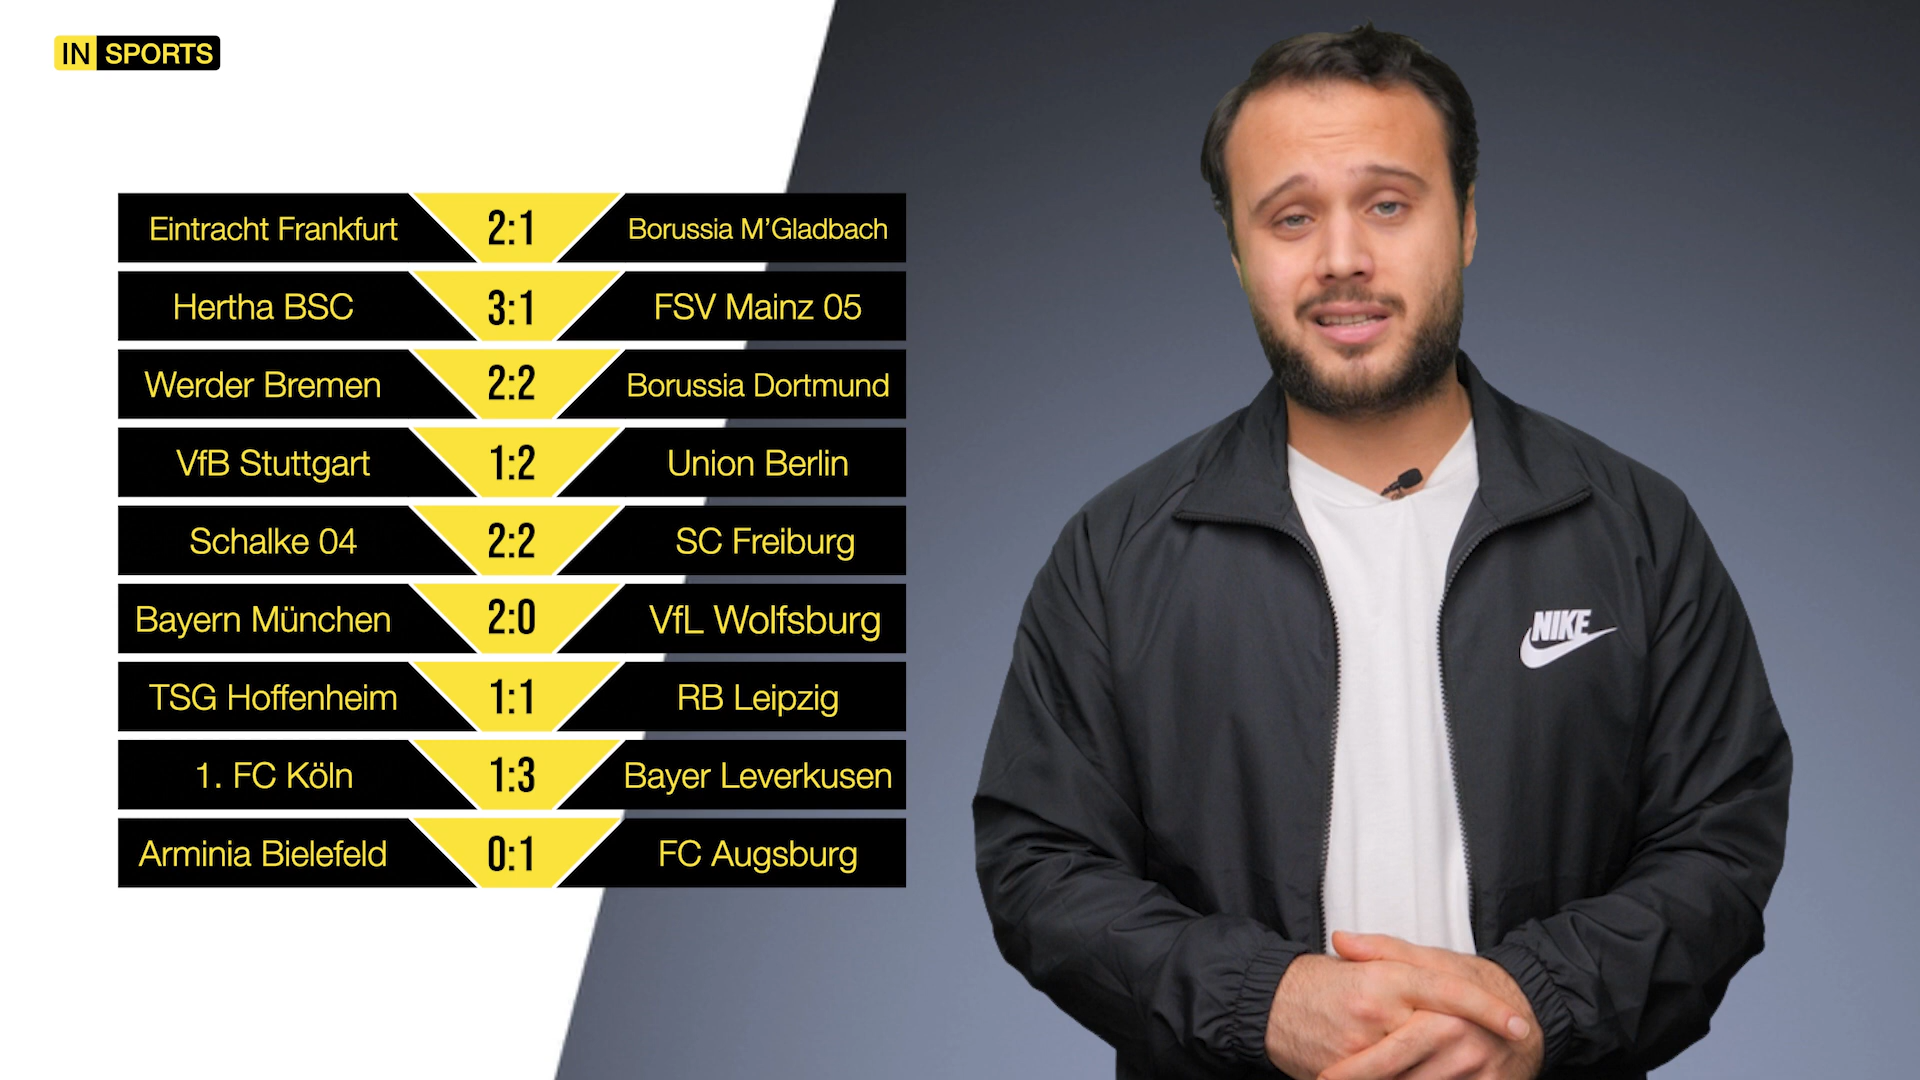 IN SPORTS
Eintracht Frankfurt 2:1 Borussia M’Gladbach
Hertha BSC 3:1 FSV Mainz 05
Werder Bremen 2:2 Borussia Dortmund
VfB Stuttgart 1:2 Union Berlin
Schalke 04 2:2 SC Freiburg
Bayern München 2:0 VfL Wolfsburg
TSG Hoffenheim 1:1 RB Leipzig
1. FC Köln 1:3 Bayer Leverkusen
Arminia Bielefeld 0:1 FC Augsburg
NIKE